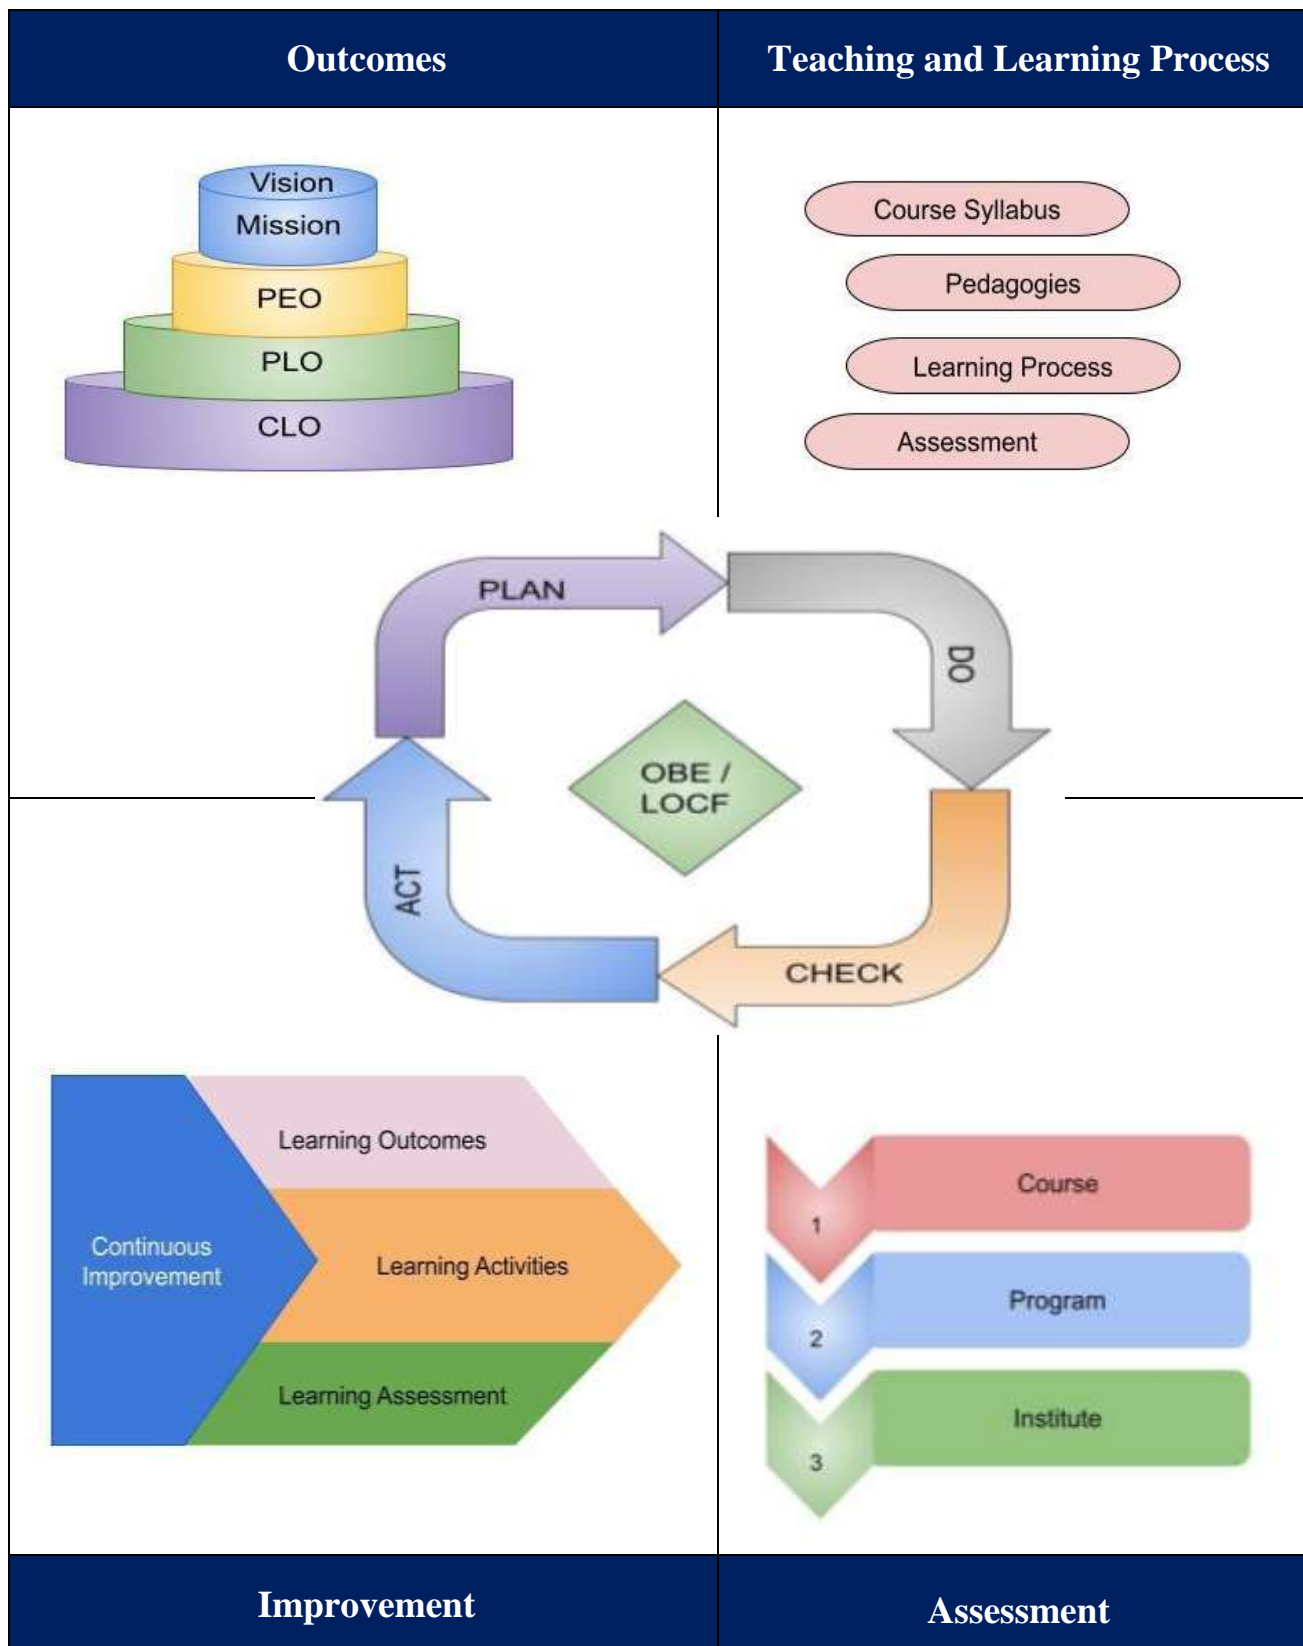 Outcomes
Teaching and Learning Process
Vision
Mission
PEO
PLO
CLO
Course Syllabus
Pedagogies
Learning Process
Assessment
PLAN
DO
OBE /
LOCF
ACT
CHECK
Continuous
Improvement
Learning Outcomes
Learning Activities
Learning Assessment
1
Course
2
Program
3
Institute
Improvement
Assessment